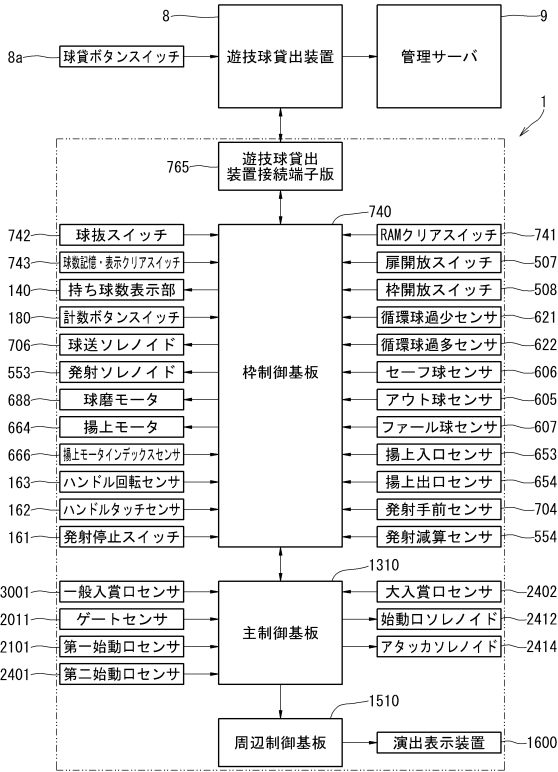 8
9
8a 球貸ボタンスイッチ
遊技球貸出装置
管理サーバ
1
765
遊技球貸出
装置接続端子版
740
742 球抜スイッチ
RAMクリアスイッチ 741
743 球数記憶・表示クリアスイッチ
扉開放スイッチ 507
140 持ち球数表示部
枠開放スイッチ 508
180 計数ボタンスイッチ
循環球過少センサ 621
706 球送ソレノイド
循環球過多センサ 622
553 発射ソレノイド
枠制御基板
セーフ球センサ 606
688 球磨モータ
アウト球センサ 605
664 揚上モータ
ファール球センサ 607
666 揚上モータインデックスセンサ
揚上入口センサ 653
163 ハンドル回転センサ
揚上出口センサ 654
162 ハンドルタッチセンサ
発射手前センサ 704
161 発射停止スイッチ
発射減算センサ 554
1310
3001 一般入賞口センサ
大入賞口センサ 2402
2011 ゲートセンサ
主制御基板
始動口ソレノイド 2412
2101 第一始動口センサ
アタッカソレノイド 2414
2401 第二始動口センサ
1510
周辺制御基板
演出表示装置 1600